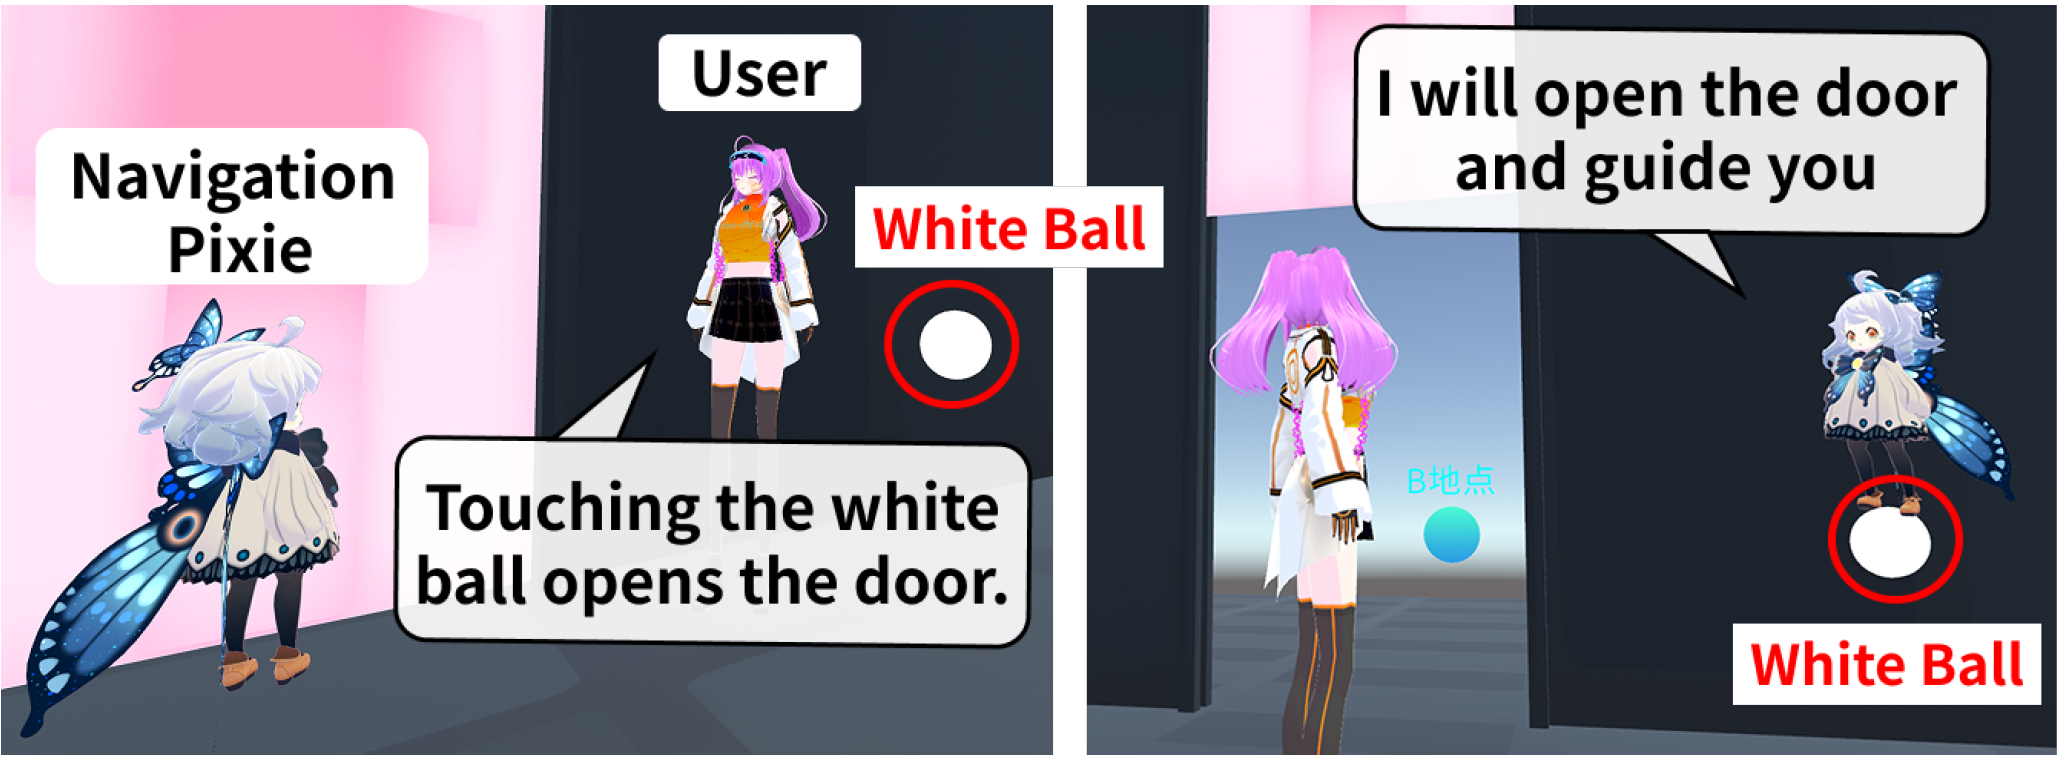 Navigation
Pixie
User
White Ball
Touching the white
ball opens the door.
I will open the door
and guide you
B地点
White Ball